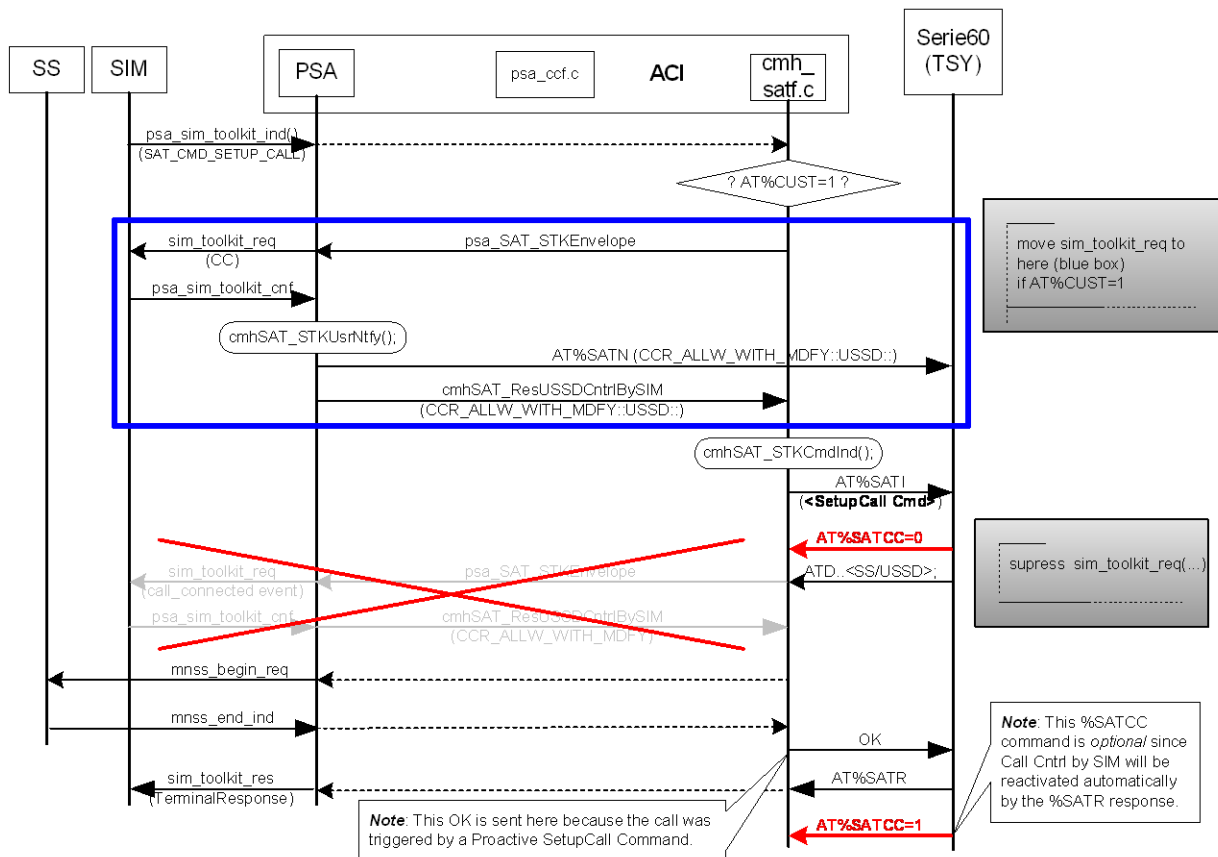 SS
SIM
PSA
psa_ccf.c
ACI
cmh_
satf.c
Serie60
(TSY)
psa_sim_toolkit_ind()
(SAT_CMD_SETUP_CALL)
? AT%CUST=1 ?
sim_toolkit_req
(CC)
psa_SAT_STKEnvelope
move sim_toolkit_req to
here (blue box)
if AT%CUST=1
psa_sim_toolkit_cnf
cmhSAT_STKUsrNtfy();
AT%SATN (CCR_ALLW_WITH_MDFY::USSD::)
cmhSAT_ResUSSDCntrlBySIM
(CCR_ALLW_WITH_MDFY::USSD::)
cmhSAT_STKCmdInd();
AT%SATI
(<SetupCall Cmd>)
AT%SATCC=0
supress sim_toolkit_req(...)
sim_toolkit_req
(call_connected event)
psa_SAT_STKEnvelope
ATD..<SS/USSD>;
psa_sim_toolkit_cnf
cmhSAT_ResUSSDCntrlBySIM
(CCR_ALLW_WITH_MDFY)
mnss_begin_req
mnss_end_ind
OK
Note: This %SATCC
command is optional since
Call Cntrl by SIM will be
reactivated automatically
by the %SATR response.
sim_toolkit_res
(TerminalResponse)
AT%SATR
Note: This OK is sent here because the call was
triggered by a Proactive SetupCall Command.
AT%SATCC=1